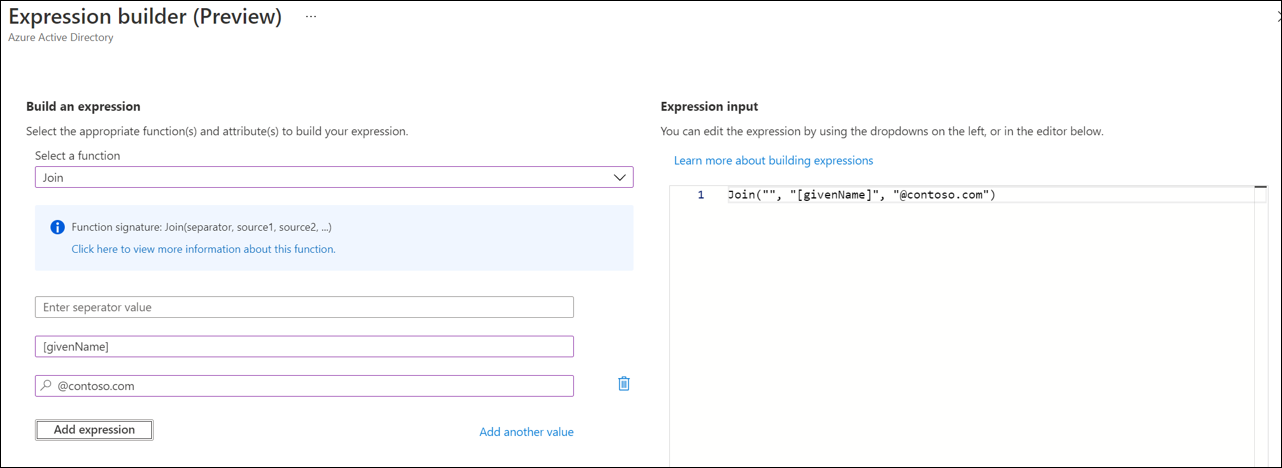 Expression builder (Preview) ...
Azure Active Directory
Build an expression
Select the appropriate function(s) and attribute(s) to build your expression.
Select a function
Join
Function signature: Join(separator, source1, source2, ...)
Click here to view more information about this function.
Enter seperator value
[givenName]
@contoso.com
Add expression
Add another value
Expression input
You can edit the expression by using the dropdowns on the left, or in the editor below.
Learn more about building expressions
1 Join("", "[givenName]", "@contoso.com")